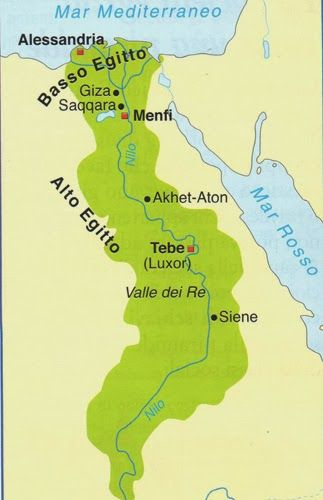 Mar Mediterraneo
Alessandria
Basso Egitto
Giza
Saqqara
Menfi
Nilo
Alto Egitto
Akhet-Aton
Mar Rosso
Tebe
(Luxor)
Valle dei Re
Siene
Nilo